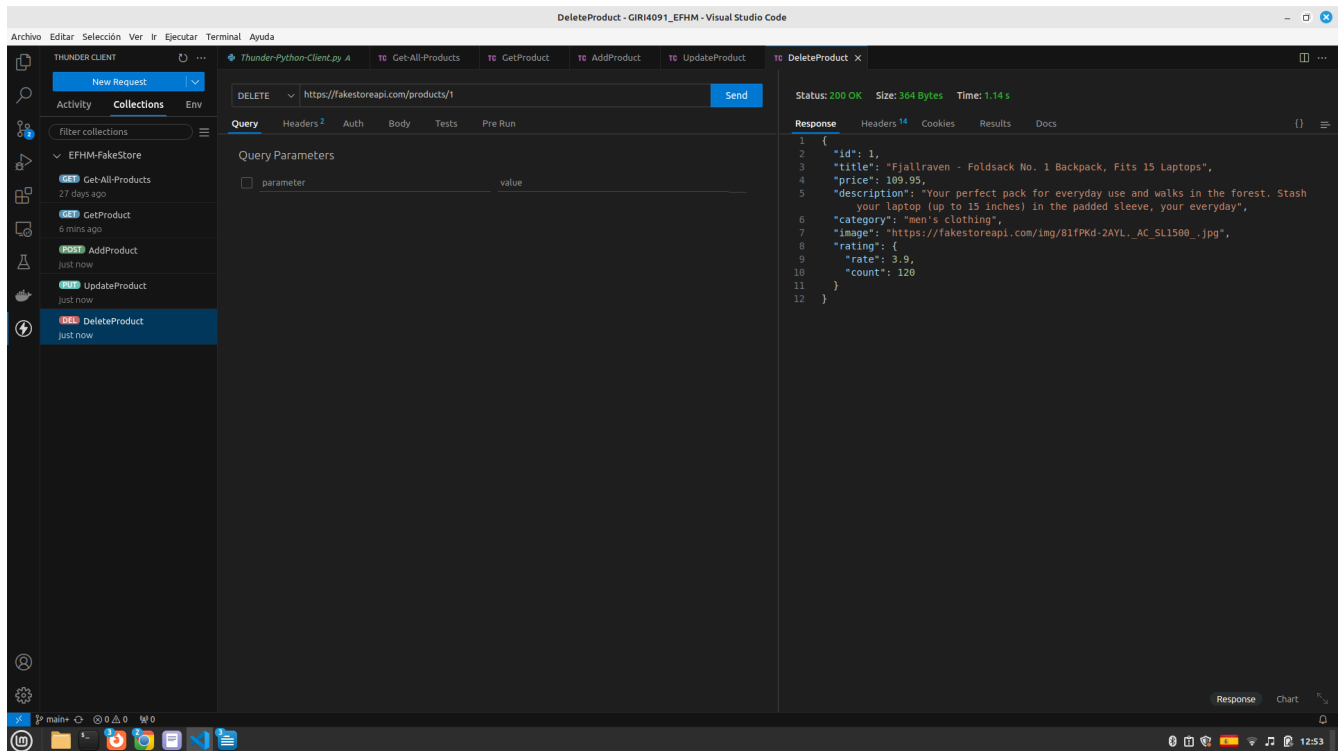 DeleteProduct - GIRI4091_EFHM - Visual Studio Code
Archivo Editar Selección Ver Ir Ejecutar Terminal Ayuda
THUNDER CLIENT
Thunder-Python-Client.py A
TC Get-All-Products
TC GetProduct
TC AddProduct
TC UpdateProduct
TC DeleteProduct
New Request
Activity Collections Env
filter collections
EFHM-FakeStore
GET Get-All-Products
27 days ago
GET GetProduct
6 mins ago
POST AddProduct
just now
PUT UpdateProduct
just now
DEL DeleteProduct
just now
DELETE https://fakestoreapi.com/products/1 Send
Query Headers 2 Auth Body Tests Pre Run
Query Parameters
parameter value
Status: 200 OK Size: 364 Bytes Time: 1.14 s
Response Headers 14 Cookies Results Docs {}
1 {
2 "id": 1,
3 "title": "Fjallraven - Foldsack No. 1 Backpack, Fits 15 Laptops",
4 "price": 109.95,
5 "description": "Your perfect pack for everyday use and walks in the forest. Stash
your laptop (up to 15 inches) in the padded sleeve, your everyday",
6 "category": "men's clothing",
7 "image": "https://fakestoreapi.com/img/81fPKd-2AYL._AC_SL1500_.jpg",
8 "rating": {
9 "rate": 3.9,
10 "count": 120
11 }
12 }
Response Chart
main+ 0 0 0
12:53